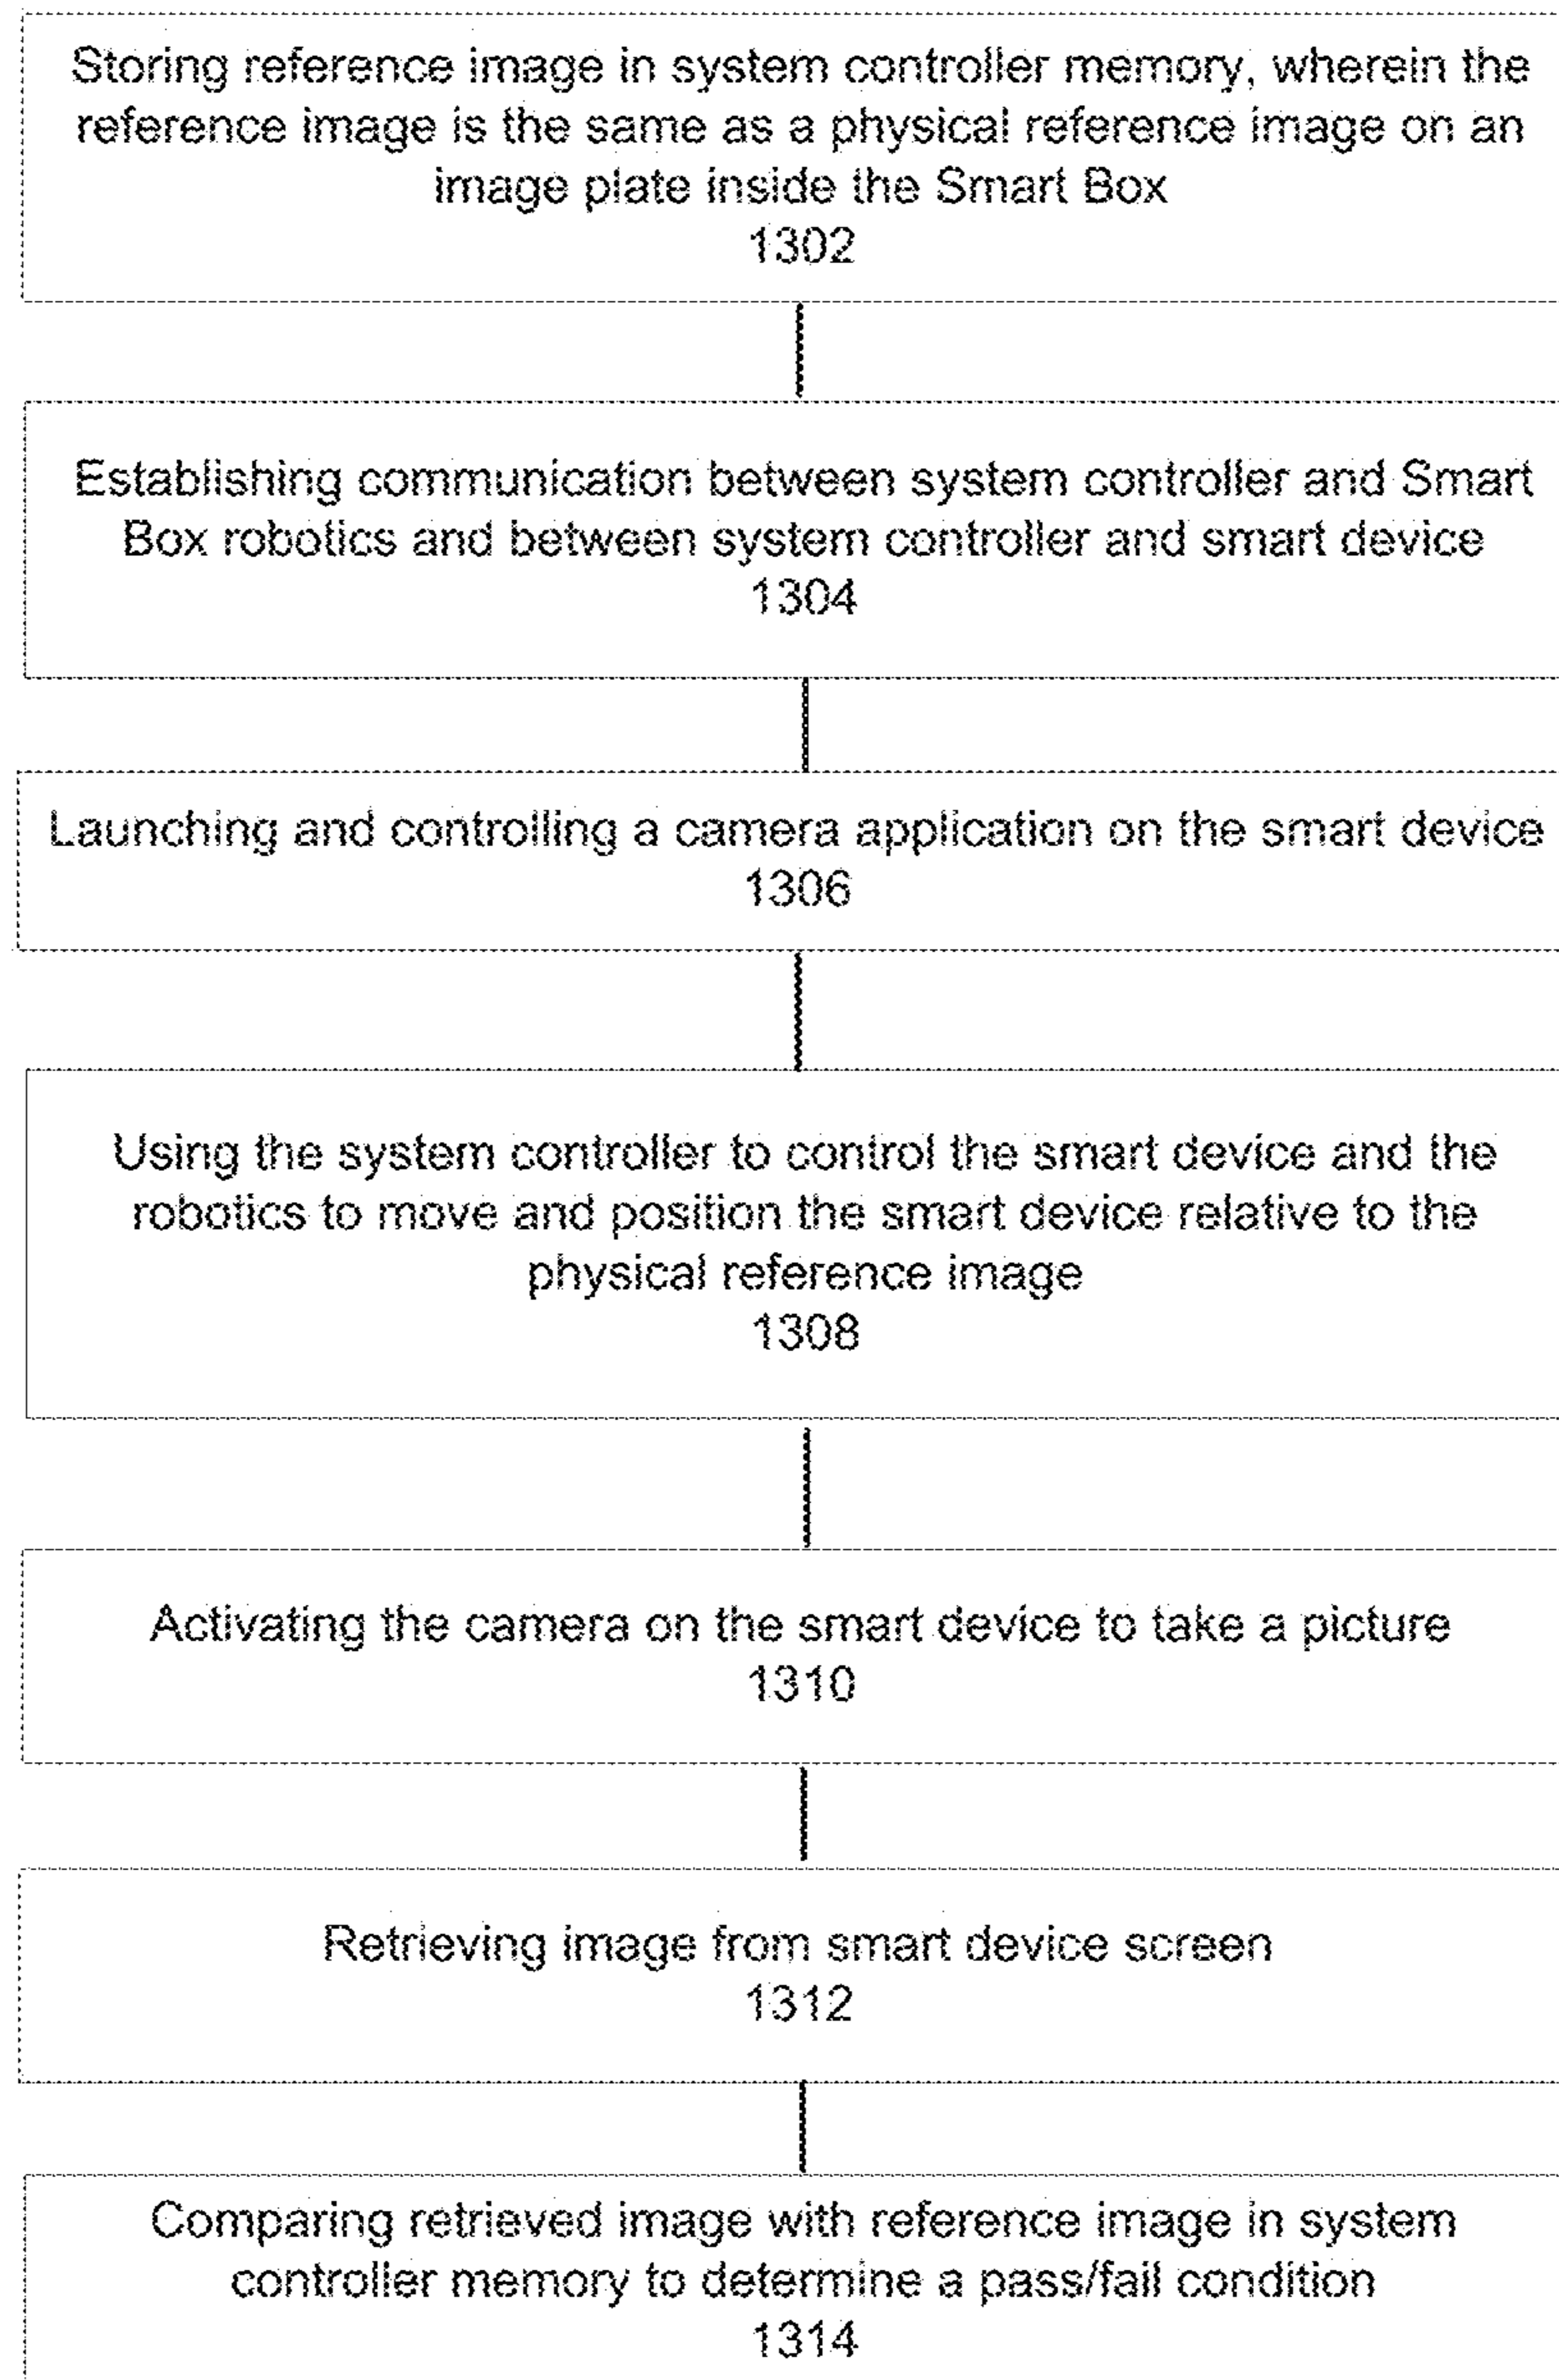 Storing reference image in system controller memory, wherein the
reference image is the same as a physical reference image on an
image plate inside the Smart Box
1302
Establishing communication between system controller and Smart
Box robotics and between system controller and smart device
1304
Launching and controlling a camera application on the smart device
1306
Using the system controller to control the smart device and the
robotics to move and position the smart device relative to the
physical reference image
1308
Activating the camera on the smart device to take a picture
1310
Retrieving image from smart device screen
1312
Comparing retrieved image with reference image in system
controller memory to determine a pass/fail condition
1314